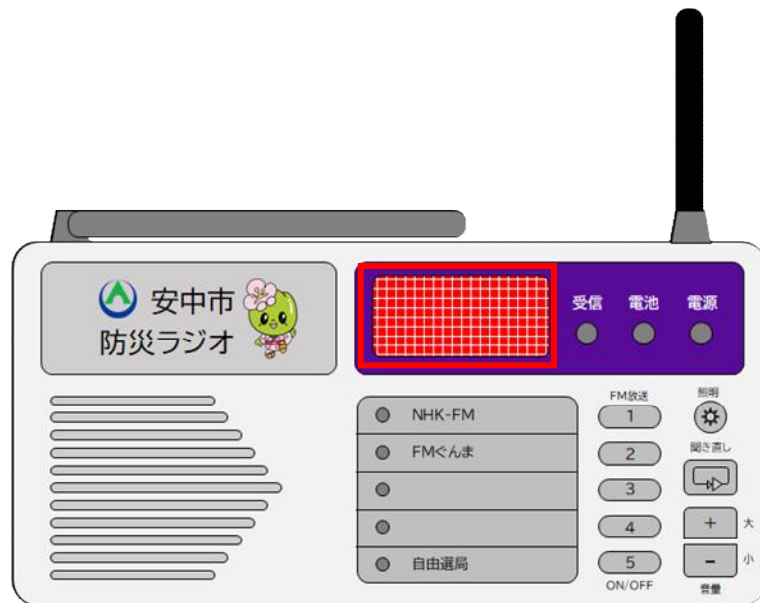 安中市
防災ラジオ
受信 電池 電源
NHK-FM
FMぐんま
自由選局
FM放送
1
2
3
4
5
ON/OFF
照明
聞き直し
+ 大
- 小
音量